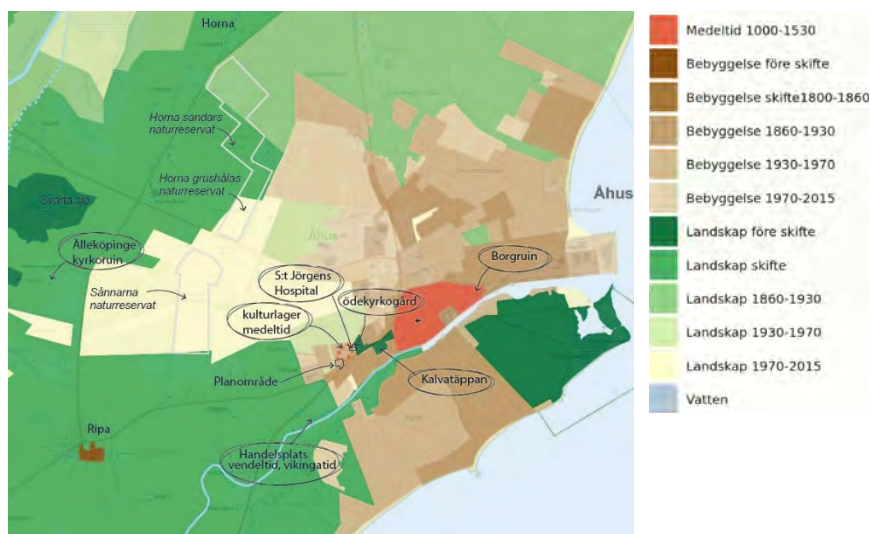 Horna
Horna sandars
naturreservat
Horna grushålas
naturreservat
Svarta sjö
Åhus
Åhus
Ålleköpinge
kyrkoruin
S:t Jörgens
Hospital
Borgruin
Sånnarna
naturreservat
ödekyrkogård
kulturlager
medeltid
Planområde
Kalvatäppan
Ripa
Handelsplats
vendeltid, vikingatid
Medeltid 1000-1530
Bebyggelse före skifte
Bebyggelse skifte1800-1860
Bebyggelse 1860-1930
Bebyggelse 1930-1970
Bebyggelse 1970-2015
Landskap före skifte
Landskap skifte
Landskap 1860-1930
Landskap 1930-1970
Landskap 1970-2015
Vatten